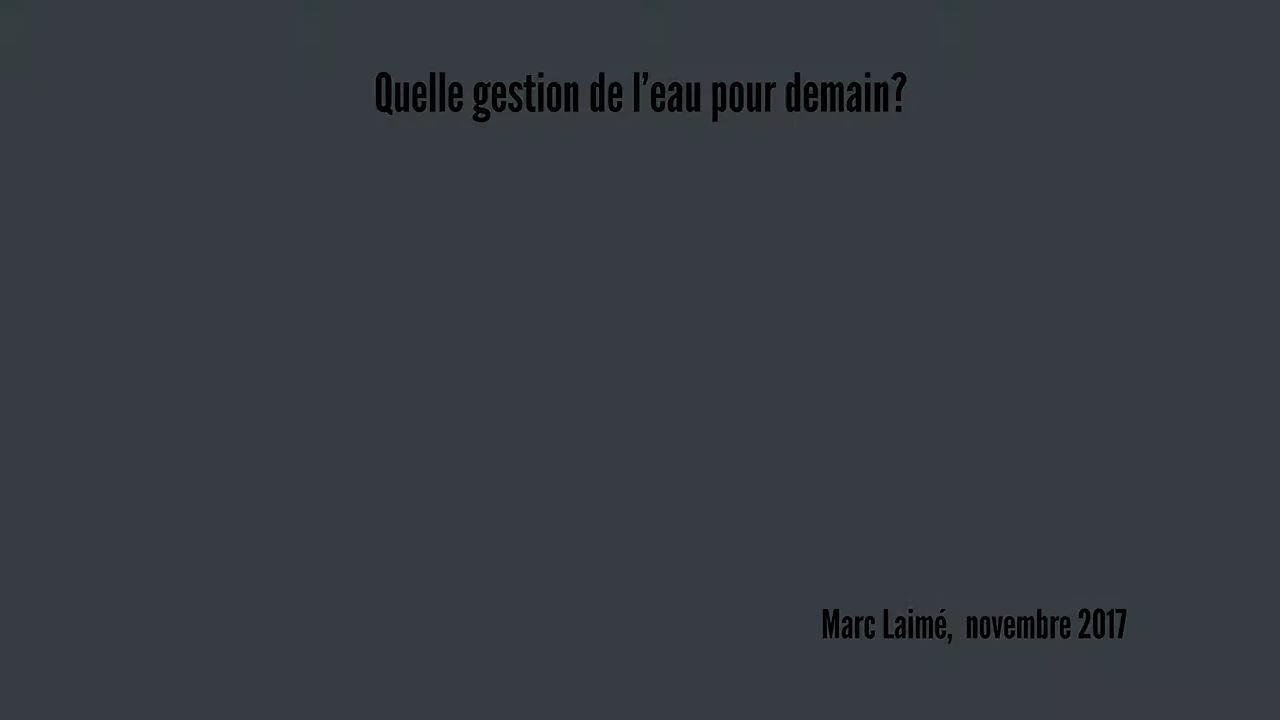 Quelle gestion de l’eau pour demain?
Marc Laimé, novembre 2017